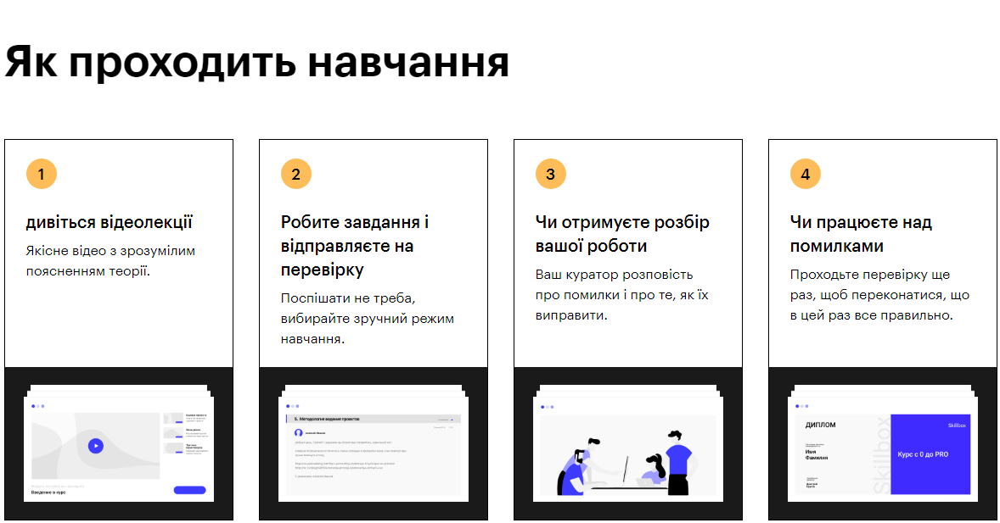 Як проходить навчання
1
дивіться відеолекції
Якісне відео з зрозумілим
поясненням теорії.
Введение в курс
2
Робите завдання і
відправляєте на
перевірку
Поспішати не треба,
вибирайте зручний режим
навчання.
5. Методология ведения проектов
3
Чи отримуєте розбір
вашої роботи
Ваш куратор розповість
про помилки і про те, як їх
виправити.
4
Чи працюєте над
помилками
Проходьте перевірку ще
раз, щоб переконатися, що
в цей раз все правильно.
ДИПЛОМ
Имя
Фамилия
Skillbox
Skillbox
Курс с 0 до PRO